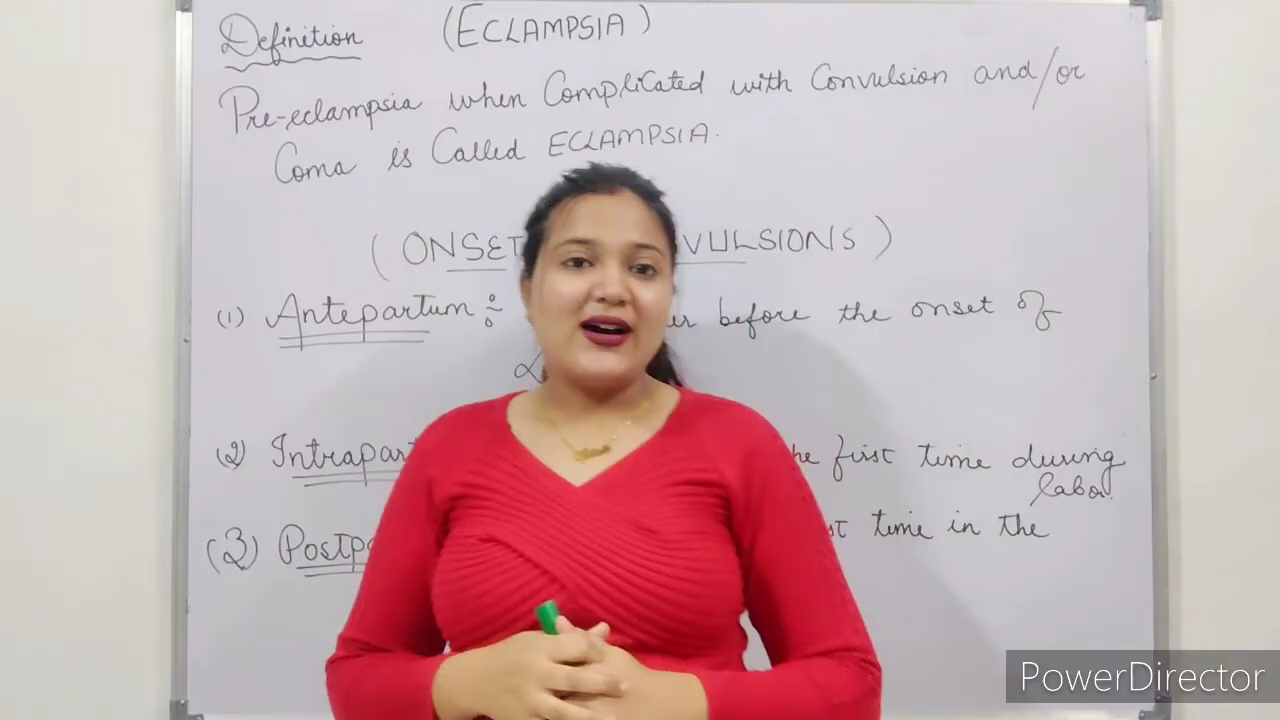 Definition (ECLAMPSIA)
Pre-eclampsia when Complicated with Convulsion and/or
Coma is Called ECLAMPSIA.
(ONSET VULSIONS)
(1) Antepartum : before the onset of
(2) Intrapar the first time during
labor.
(3) Postp st time in the
PowerDirector